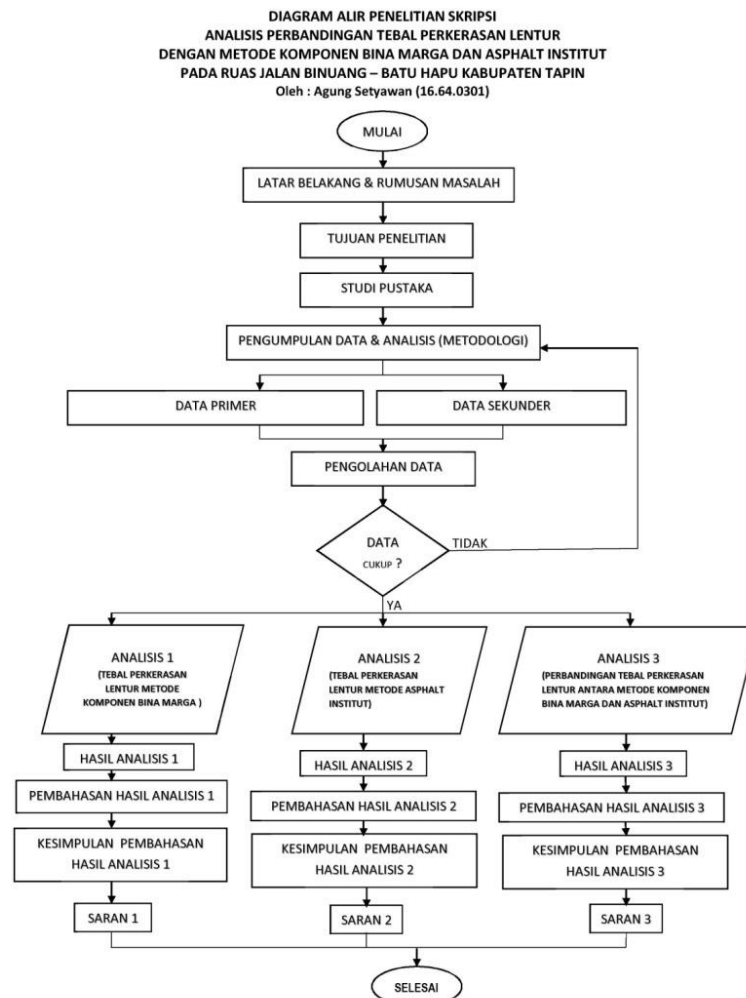 DIAGRAM ALIR PENELITIAN SKRIPSI
ANALISIS PERBANDINGAN TEBAL PERKERASAN LENTUR
DENGAN METODE KOMPONEN BINA MARGA DAN ASPHALT INSTITUT
PADA RUAS JALAN BINUANG – BATU HAPU KABUPATEN TAPIN
Oleh : Agung Setyawan (16.64.0301)
MULAI
LATAR BELAKANG & RUMUSAN MASALAH
TUJUAN PENELITIAN
STUDI PUSTAKA
PENGUMPULAN DATA & ANALISIS (METODOLOGI)
DATA PRIMER
DATA SEKUNDER
PENGOLAHAN DATA
DATA
CUKUP ?
TIDAK
YA
ANALISIS 1
(TEBAL PERKERASAN
LENTUR METODE
KOMPONEN BINA MARGA )
ANALISIS 2
(TEBAL PERKERASAN
LENTUR METODE ASPHALT
INSTITUT)
ANALISIS 3
(PERBANDINGAN TEBAL PERKERASAN
LENTUR ANTARA METODE KOMPONEN
BINA MARGA DAN ASPHALT INSTITUT)
HASIL ANALISIS 1
HASIL ANALISIS 2
HASIL ANALISIS 3
PEMBAHASAN HASIL ANALISIS 1
PEMBAHASAN HASIL ANALISIS 2
PEMBAHASAN HASIL ANALISIS 3
KESIMPULAN PEMBAHASAN
HASIL ANALISIS 1
KESIMPULAN PEMBAHASAN
HASIL ANALISIS 2
KESIMPULAN PEMBAHASAN
HASIL ANALISIS 3
SARAN 1
SARAN 2
SARAN 3
SELESAI